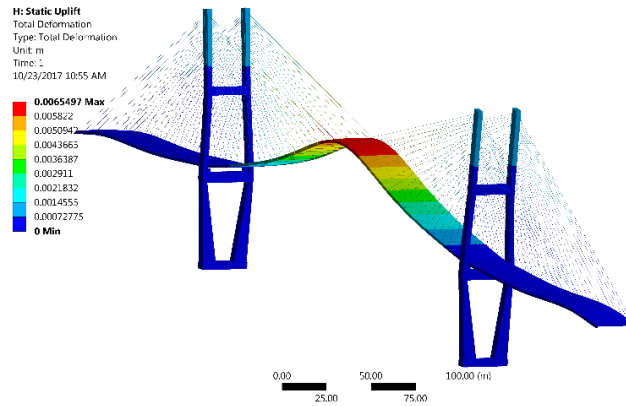 H: Static Uplift
Total Deformation
Type: Total Deformation
Unit: m
Time: 1
10/23/2017 10:55 AM
0.0065497 Max
0.005822
0.0050942
0.0043665
0.0036387
0.002911
0.0021832
0.0014555
0.00072775
0 Min
0.00 50.00 100.00 (m)
25.00 75.00